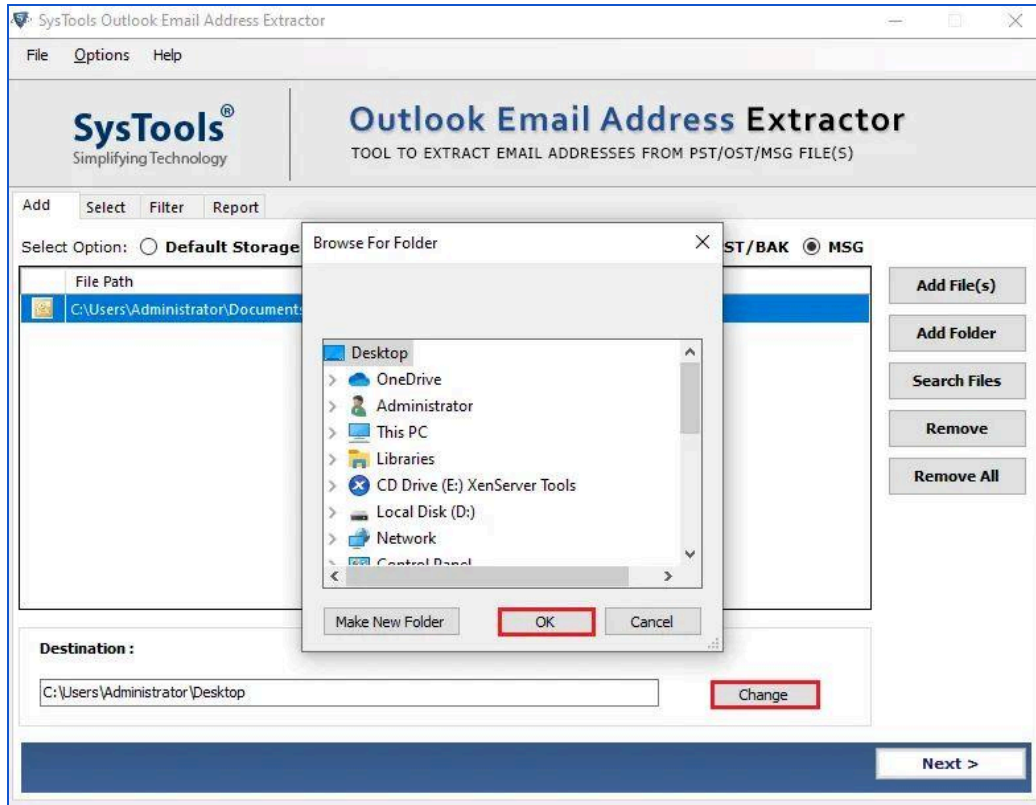 SysTools Outlook Email Address Extractor
File Options Help
SysTools®
Simplifying Technology
Outlook Email Address Extractor
TOOL TO EXTRACT EMAIL ADDRESSES FROM PST/OST/MSG FILE(S)
Add Select Filter Report
Select Option: Default Storage ST/BAK MSG
File Path
C:\Users\Administrator\Document
Add File(s)
Add Folder
Search Files
Remove
Remove All
Browse For Folder
Desktop
OneDrive
Administrator
This PC
Libraries
CD Drive (E:) XenServer Tools
Local Disk (D:)
Network
Control Panel
Make New Folder OK Cancel
Destination :
C:\Users\Administrator\Desktop
Change
Next >